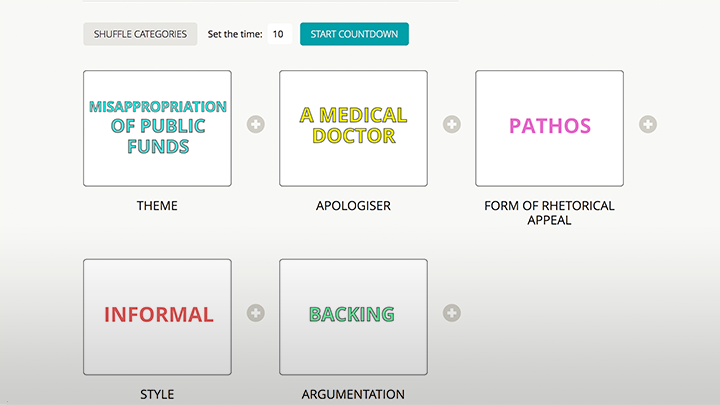 SHUFFLE CATEGORIES Set the time: 10 START COUNTDOWN
MISAPPROPRIATION
OF PUBLIC
FUNDS
THEME
A MEDICAL
DOCTOR
APOLOGISER
PATHOS
FORM OF RHETORICAL
APPEAL
INFORMAL
STYLE
BACKING
ARGUMENTATION